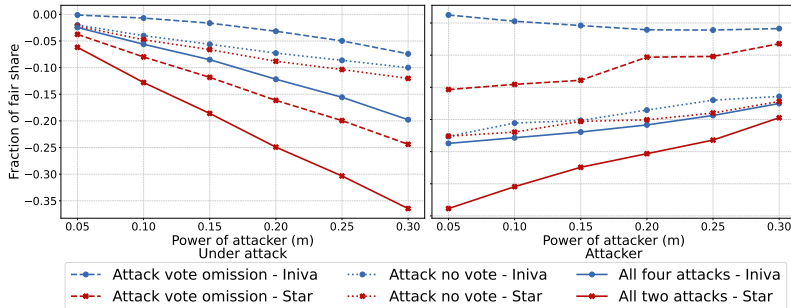 Fraction of fair share
0.00
−0.05
−0.10
−0.15
−0.20
−0.25
−0.30
−0.35
0.05 0.10 0.15 0.20 0.25 0.30
Power of attacker (m)
Under attack
0.05 0.10 0.15 0.20 0.25 0.30
Power of attacker (m)
Attacker
Attack vote omission - Iniva Attack no vote - Iniva All four attacks - Iniva
Attack vote omission - Star Attack no vote - Star All two attacks - Star